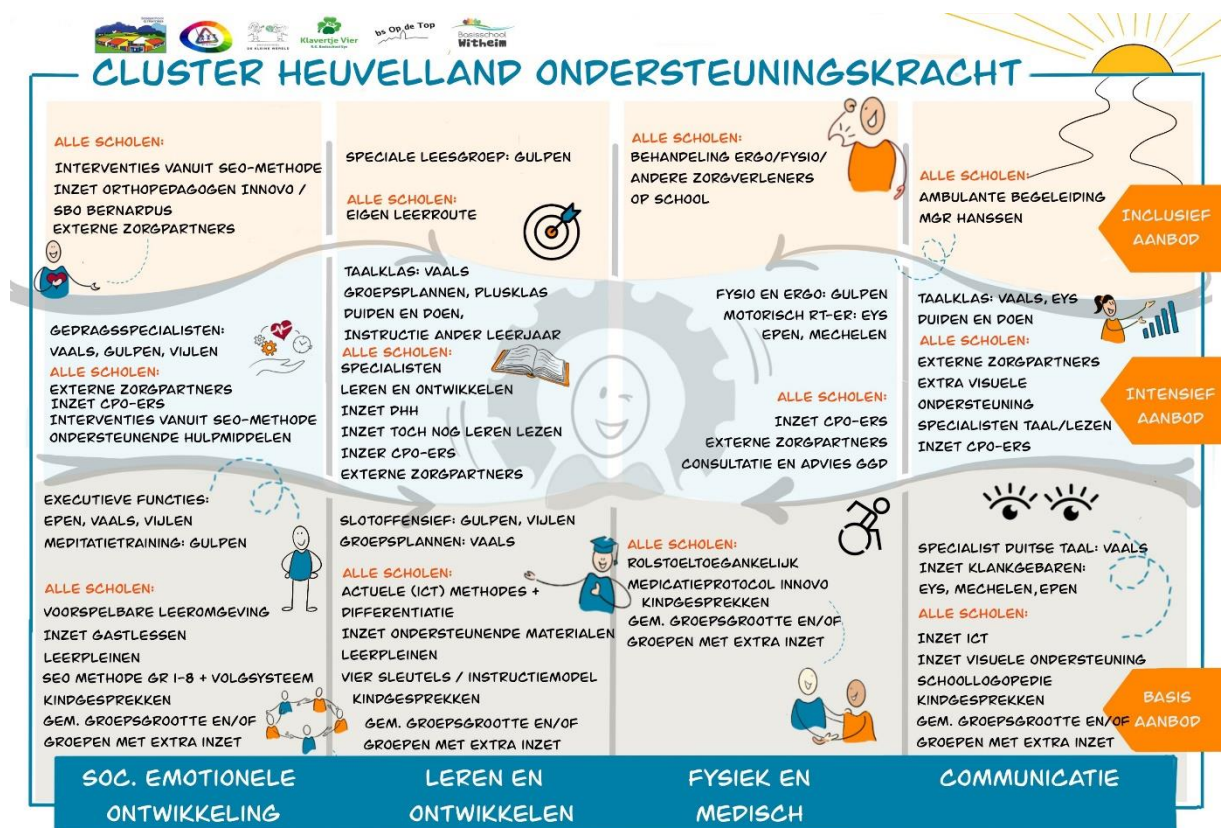 Klavertje Vier
bs Op de Top
Basisschool
Witheim
DE KLEINE WERELD
CLUSTER HEUVELLAND ONDERSTEUNINGSKRACHT
ALLE SCHOLEN:
INTERVENTIES VANUIT SEO-METHODE
INZET ORTHOPEDAGOGEN INNOVO /
SBO BERNARDUS
EXTERNE ZORGPARTNERS
SPECIALE LEESGROEP: GULPEN
ALLE SCHOLEN:
EIGEN LEERROUTE
ALLE SCHOLEN:
BEHANDELING ERGO/FYSIO/
ANDERE ZORGVERLENERS
OP SCHOOL
ALLE SCHOLEN:
AMBULANTE BEGELEIDING
MGR HANSSEN
INCLUSIEF
AANBOD
GEDRAGSSPECIALISTEN:
VAALS, GULPEN, VIJLEN
ALLE SCHOLEN:
EXTERNE ZORGPARTNERS
INZET CPO-ERS
INTERVENTIES VANUIT SEO-METHODE
ONDERSTEUNENDE HULPMIDDELEN
TAALKLAS: VAALS
GROEPSPLANNEN, PLUSKLAS
DUIDEN EN DOEN,
INSTRUCTIE ANDER LEERJAAR
ALLE SCHOLEN:
SPECIALISTEN
LEREN EN ONTWIKKELEN
INZET DHH
INZET TOCH NOG LEREN LEZEN
INZER CPO-ERS
EXTERNE ZORGPARTNERS
FYSIO EN ERGO: GULPEN
MOTORISCH RT-ER: EYS
EPEN, MECHELEN
ALLE SCHOLEN:
INZET CPO-ERS
EXTERNE ZORGPARTNERS
CONSULTATIE EN ADVIES GGD
TAALKLAS: VAALS, EYS
DUIDEN EN DOEN
ALLE SCHOLEN:
EXTERNE ZORGPARTNERS
EXTRA VISUELE
ONDERSTEUNING
SPECIALISTEN TAAL/LEZEN
INZET CPO-ERS
INTENSIEF
AANBOD
EXECUTIEVE FUNCTIES:
EPEN, VAALS, VIJLEN
MEDITATIETRAINING: GULPEN
ALLE SCHOLEN:
VOORSPELBARE LEEROMGEVING
INZET GASTLESSEN
LEERPLEINEN
SEO METHODE GR 1-8 + VOLGSYSTEEM
KINDGESPREKKEN
GEM. GROEPSGROOTTE EN/OF
GROEPEN MET EXTRA INZET
SLOTOFFENSIEF: GULPEN, VIJLEN
GROEPSPLANNEN: VAALS
ALLE SCHOLEN:
ACTUELE (ICT) METHODES +
DIFFERENTIATIE
INZET ONDERSTEUNENDE MATERIALEN
LEERPLEINEN
VIER SLEUTELS / INSTRUCTIEMODEL
KINDGESPREKKEN
GEM. GROEPSGROOTTE EN/OF
GROEPEN MET EXTRA INZET
ALLE SCHOLEN:
ROLSTOELTOEGANKELIJK
MEDICATIEPROTOCOL INNOVO
KINDGESPREKKEN
GEM. GROEPSGROOTTE EN/OF
GROEPEN MET EXTRA INZET
SPECIALIST DUITSE TAAL: VAALS
INZET KLANKGEBAREN:
EYS, MECHELEN, EPEN
ALLE SCHOLEN:
INZET ICT
INZET VISUELE ONDERSTEUNING
SCHOOLLOGOPEDIE
KINDGESPREKKEN
GEM. GROEPSGROOTTE EN/OF
GROEPEN MET EXTRA INZET
BASIS
AANBOD
SOC. EMOTIONELE
ONTWIKKELING
LEREN EN
ONTWIKKELEN
FYSIEK EN
MEDISCH
COMMUNICATIE